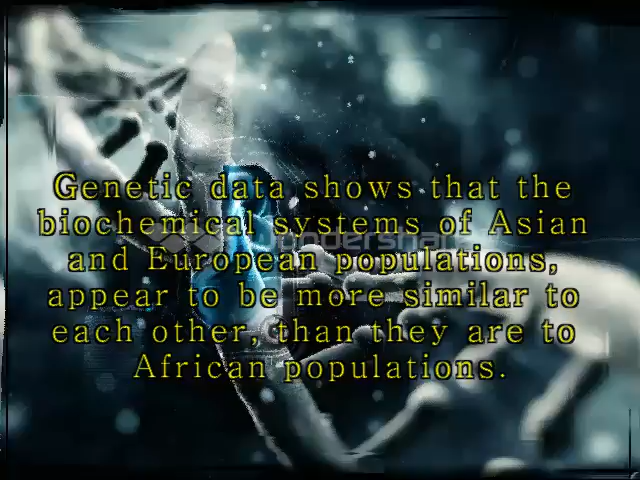 Genetic data shows that the
biochemical systems of Asian
and European populations,
appear to be more similar to
each other, than they are to
African populations.